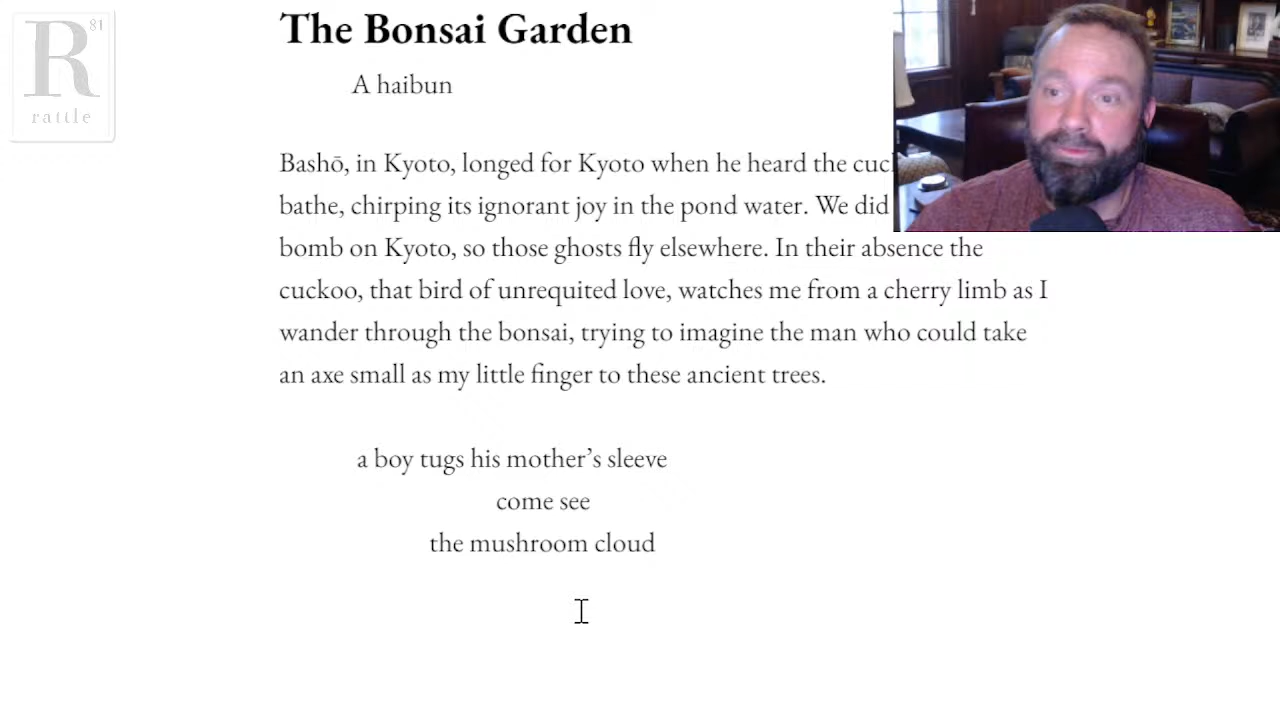 R
81
rattle
The Bonsai Garden
A haibun
Bashō, in Kyoto, longed for Kyoto when he heard the
bathe, chirping its ignorant joy in the pond water. We did
bomb on Kyoto, so those ghosts fly elsewhere. In their absence the
cuckoo, that bird of unrequited love, watches me from a cherry limb as I
wander through the bonsai, trying to imagine the man who could take
an axe small as my little finger to these ancient trees.
a boy tugs his mother’s sleeve
come see
the mushroom cloud